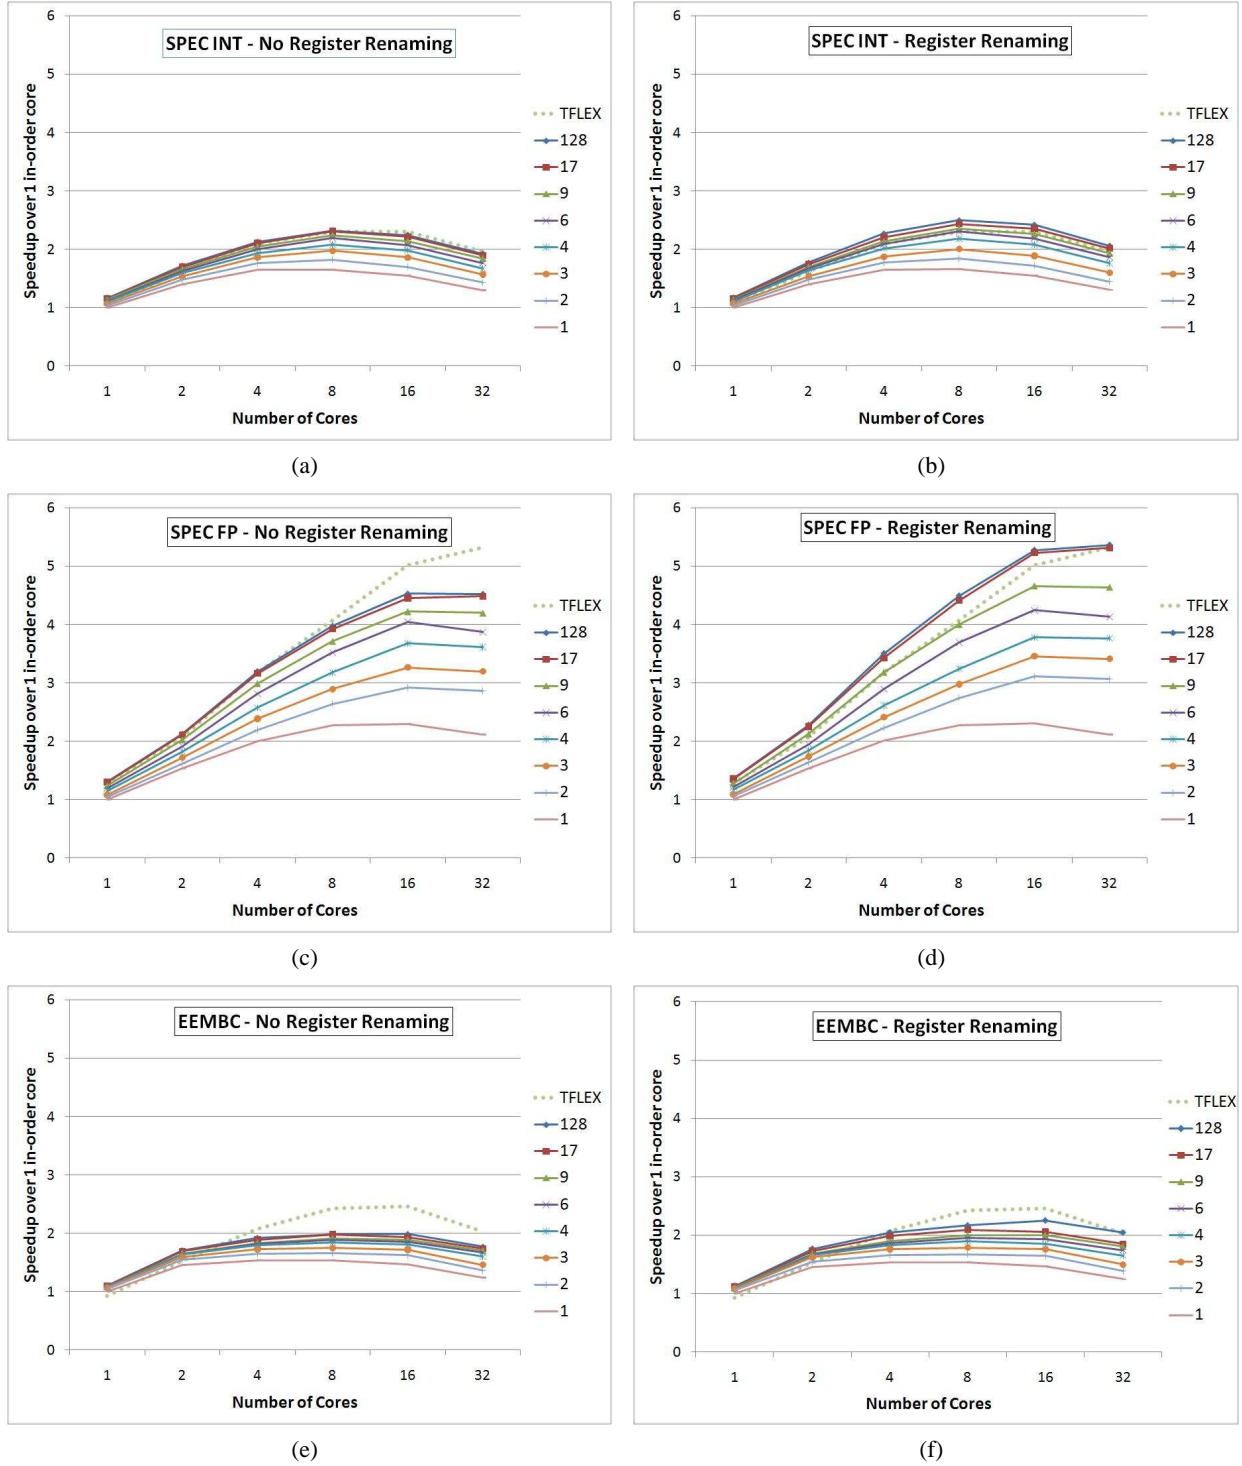 SPEC INT - No Register Renaming
Speedup over 1 in-order core
6
5
4
3
2
1
0
1 2 4 8 16 32
Number of Cores
TFLEX
128
17
9
6
4
3
2
1
(a)
SPEC INT - Register Renaming
Speedup over 1 in-order core
6
5
4
3
2
1
0
1 2 4 8 16 32
Number of Cores
TFLEX
128
17
9
6
4
3
2
1
(b)
SPEC FP - No Register Renaming
Speedup over 1 in-order core
6
5
4
3
2
1
0
1 2 4 8 16 32
Number of Cores
TFLEX
128
17
9
6
4
3
2
1
(c)
SPEC FP - Register Renaming
Speedup over 1 in-order core
6
5
4
3
2
1
0
1 2 4 8 16 32
Number of Cores
TFLEX
128
17
9
6
4
3
2
1
(d)
EEMBC - No Register Renaming
Speedup over 1 in-order core
6
5
4
3
2
1
0
1 2 4 8 16 32
Number of Cores
TFLEX
128
17
9
6
4
3
2
1
(e)
EEMBC - Register Renaming
Speedup over 1 in-order core
6
5
4
3
2
1
0
1 2 4 8 16 32
Number of Cores
TFLEX
128
17
9
6
4
3
2
1
(f)